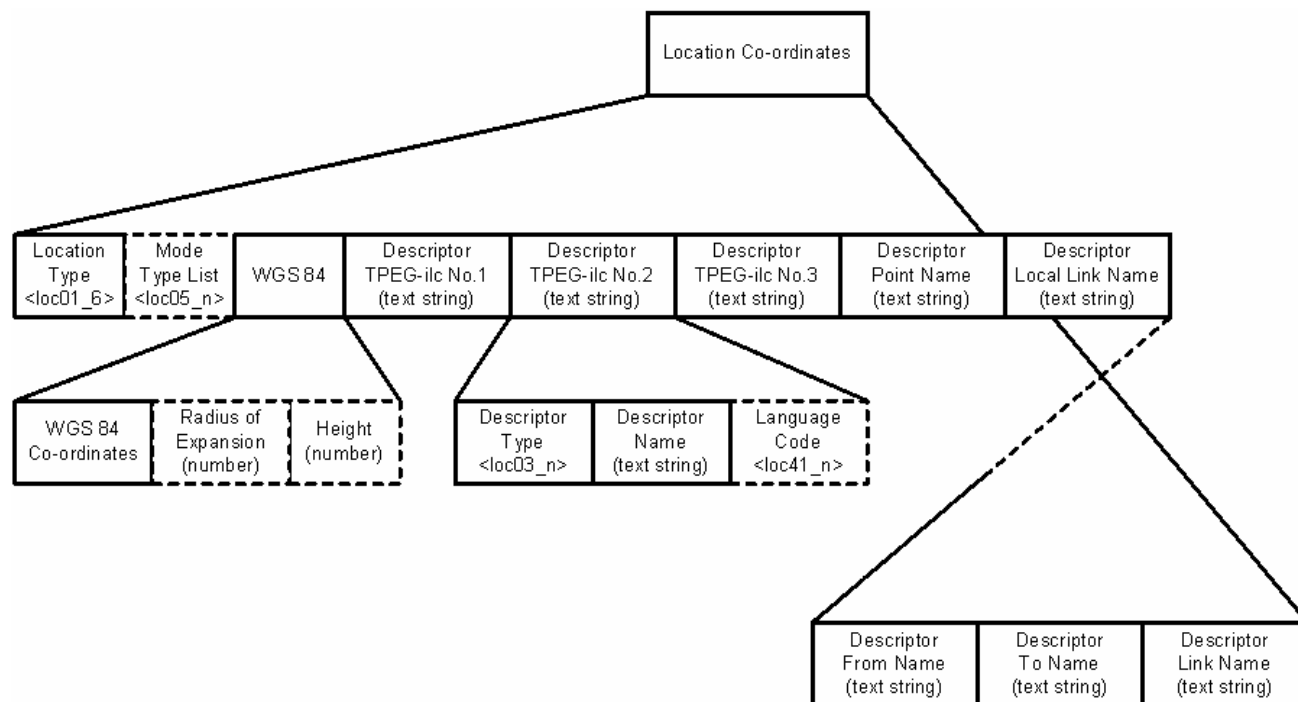 Location Co-ordinates
Location
Type
<loc01_6>
Mode
Type List
<loc05_n>
WGS 84
Descriptor
TPEG-ilc No.1
(text string)
Descriptor
TPEG-ilc No.2
(text string)
Descriptor
TPEG-ilc No.3
(text string)
Descriptor
Point Name
(text string)
Descriptor
Local Link Name
(text string)
WGS 84
Co-ordinates
Radius of
Expansion
(number)
Height
(number)
Descriptor
Type
<loc03_n>
Descriptor
Name
(text string)
Language
Code
<loc41_n>
Descriptor
From Name
(text string)
Descriptor
To Name
(text string)
Descriptor
Link Name
(text string)